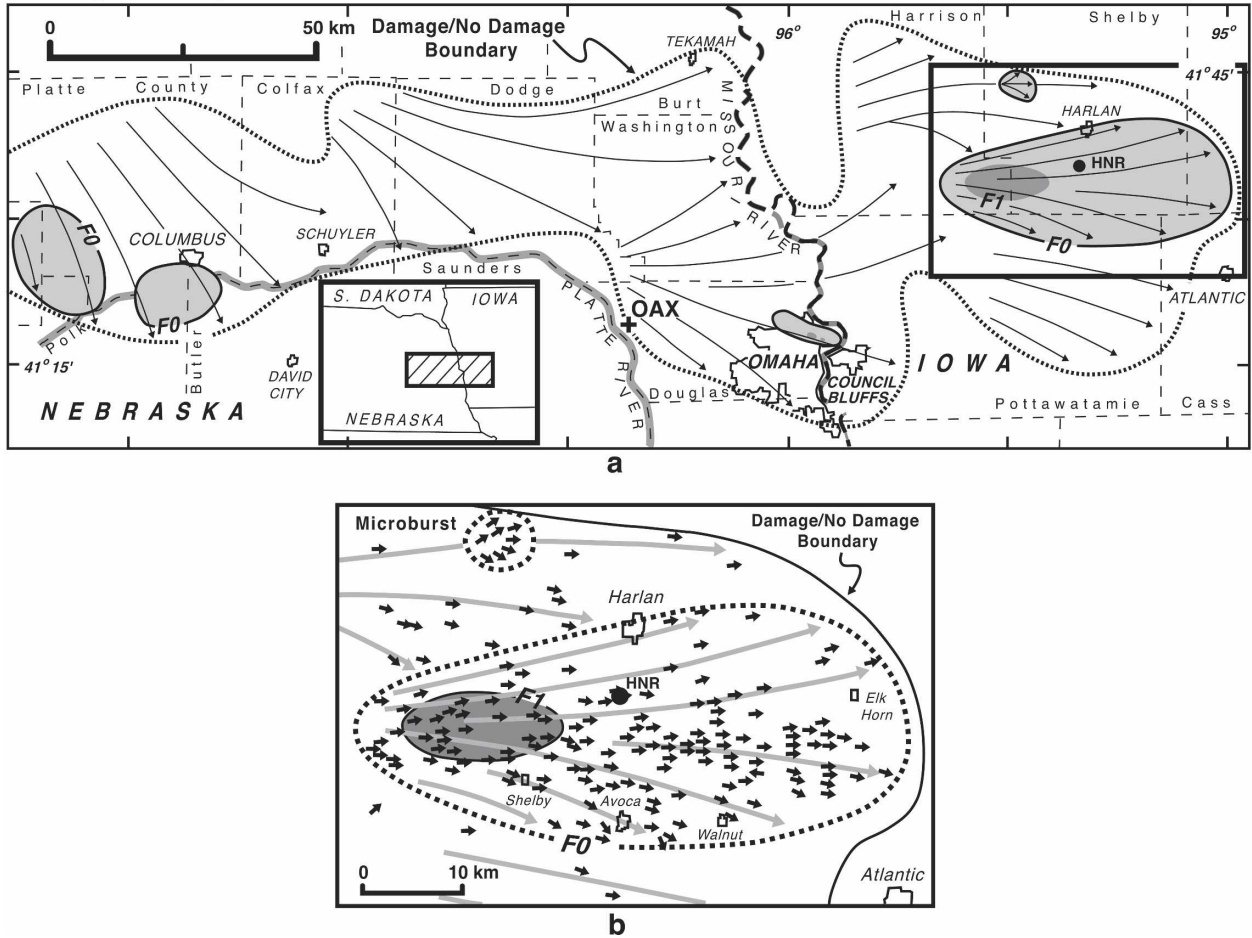 0 50 km
Damage/No Damage
Boundary
TEKAMAH
96°
Harrison
Shelby
95°
41° 45'
Platte County
Colfax
Dodge
Burt
Washington
MISSOURI
RIVER
HARLAN
HNR
F1
F0
F0
COLUMBUS
SCHUYLER
Saunders
PLATTE
RIVER
F0
Polk
Butler
41° 15'
DAVID
CITY
NEBRASKA
S. DAKOTA
IOWA
NEBRASKA
OAX
OMAHA
COUNCIL
BLUFFS
Douglas
IOWA
ATLANTIC
Pottawatamie
Cass
a
Microburst
Damage/No Damage
Boundary
Harlan
HNR
F1
Elk
Horn
Shelby
Avoca
Walnut
F0
0 10 km
Atlantic
b